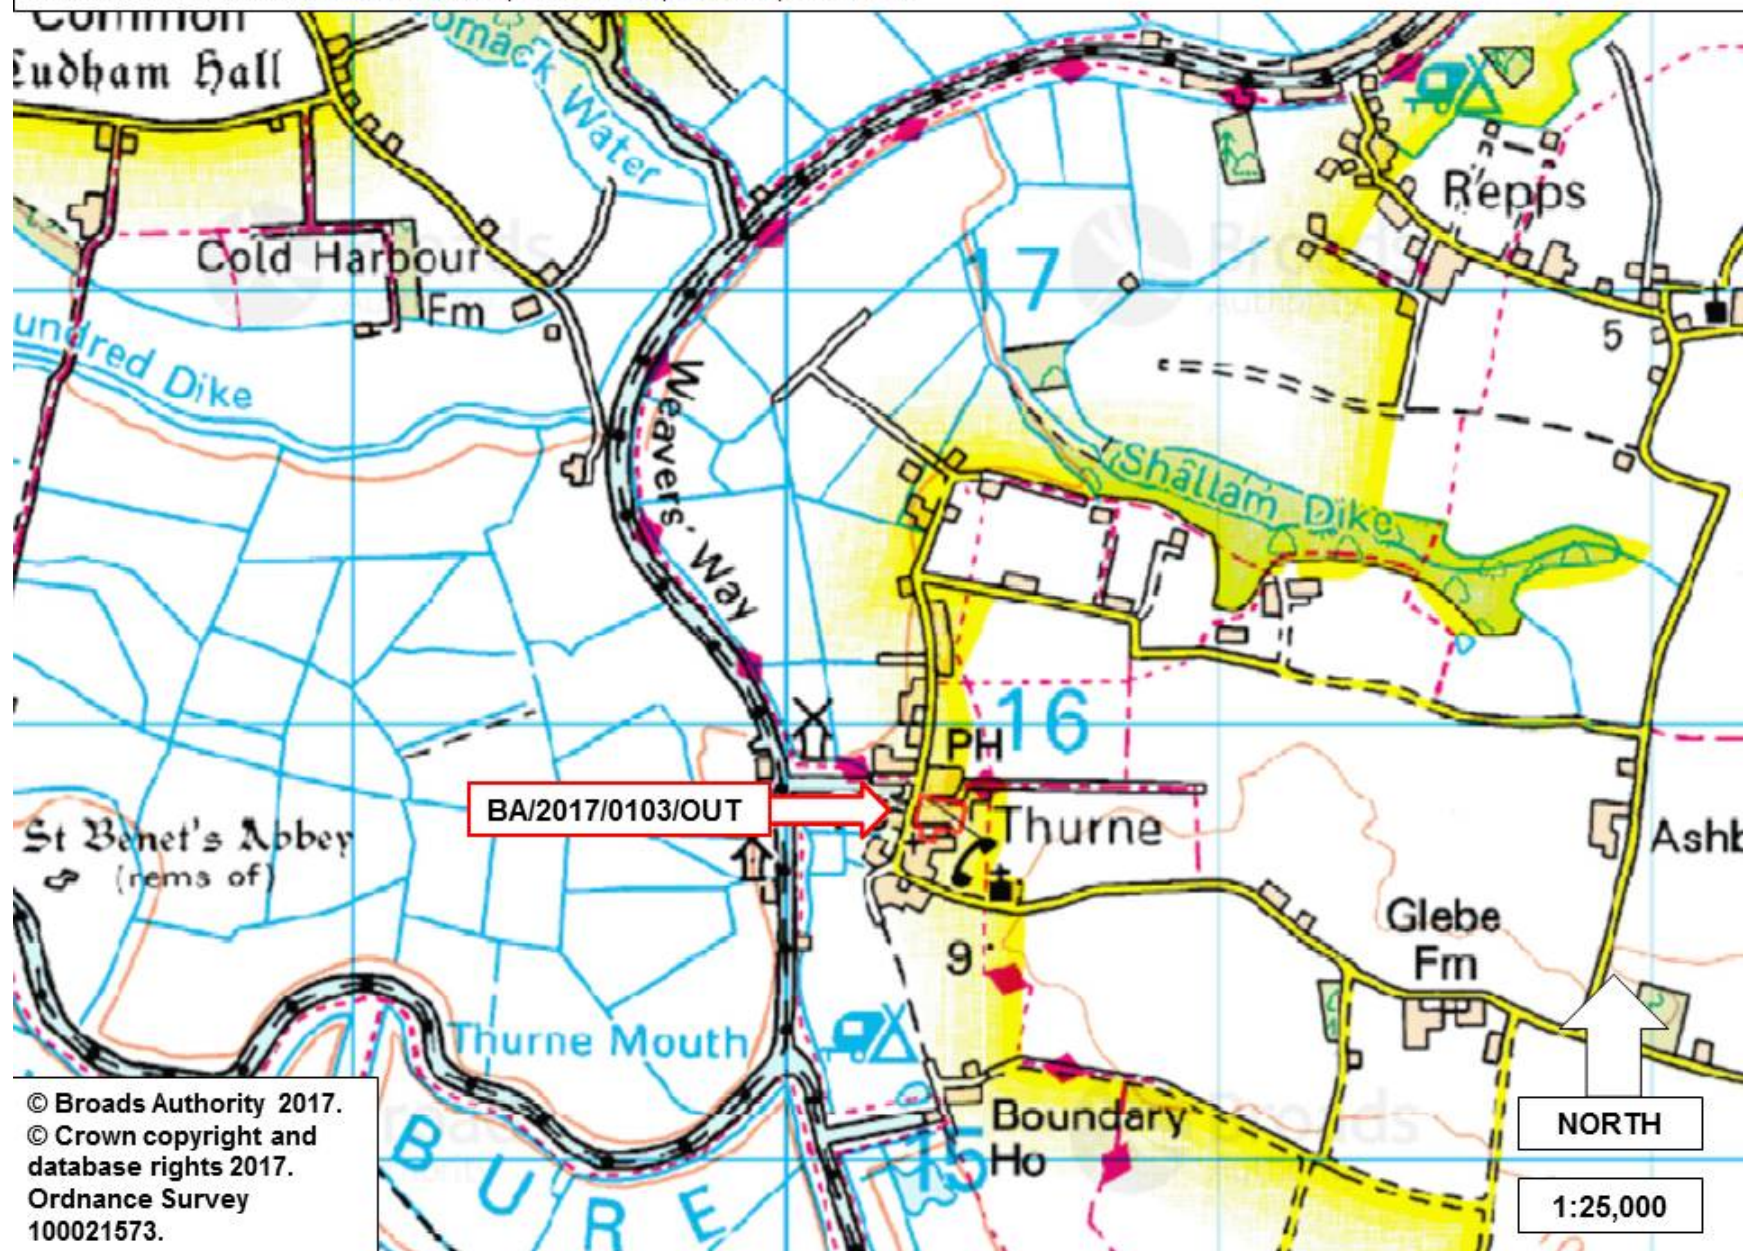 Common
Ludham Hall
Womack Water
Repps
Cold Harbour
Fm
17
5
undred Dike
Weavers' Way
Shallam Dike
16
PH
BA/2017/0103/OUT
Thurne
St Benet's Abbey
(rems of)
Ashb
Glebe
Fm
9
Thurne Mouth
© Broads Authority 2017.
© Crown copyright and
database rights 2017.
Ordnance Survey
100021573.
Boundary
Ho
15
BURE
NORTH
1:25,000